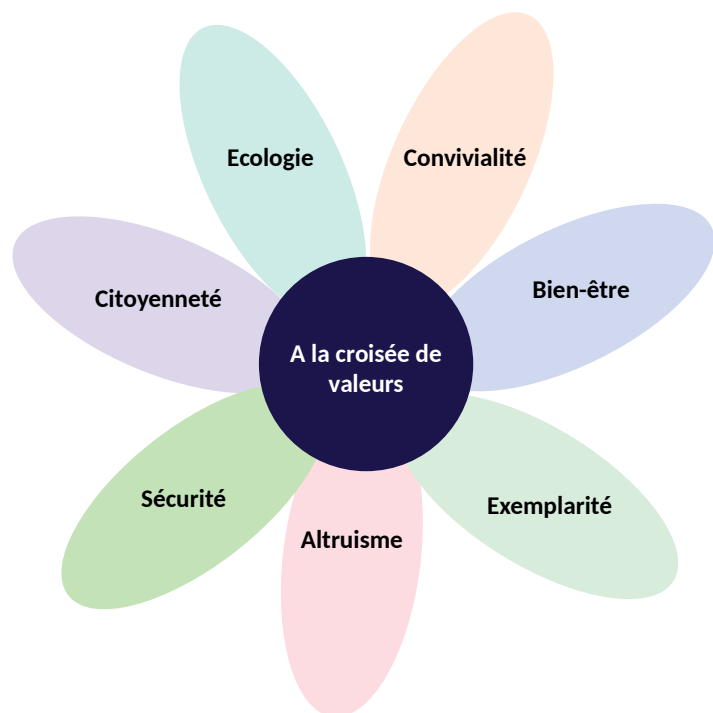 Ecologie
Convivialité
Bien-être
Citoyenneté
A la croisée de
valeurs
Sécurité
Exemplarité
Altruisme